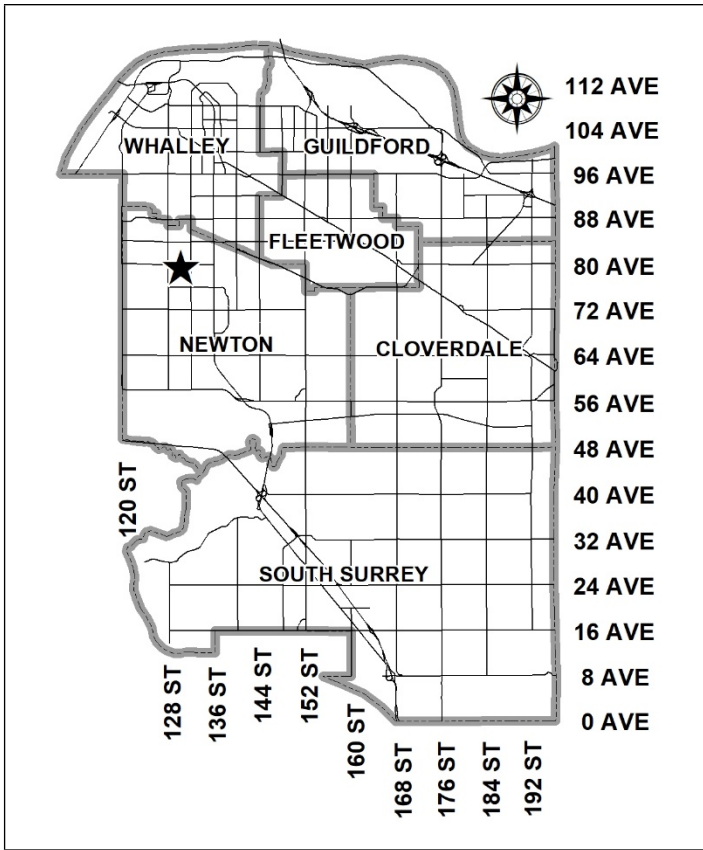 112 AVE
104 AVE
WHALLEY
GUILDFORD
96 AVE
88 AVE
FLEETWOOD
80 AVE
72 AVE
NEWTON
CLOVERDALE
64 AVE
56 AVE
48 AVE
120 ST
40 AVE
32 AVE
SOUTH SURREY
24 AVE
16 AVE
8 AVE
128 ST
136 ST
144 ST
152 ST
160 ST
0 AVE
168 ST
176 ST
184 ST
192 ST